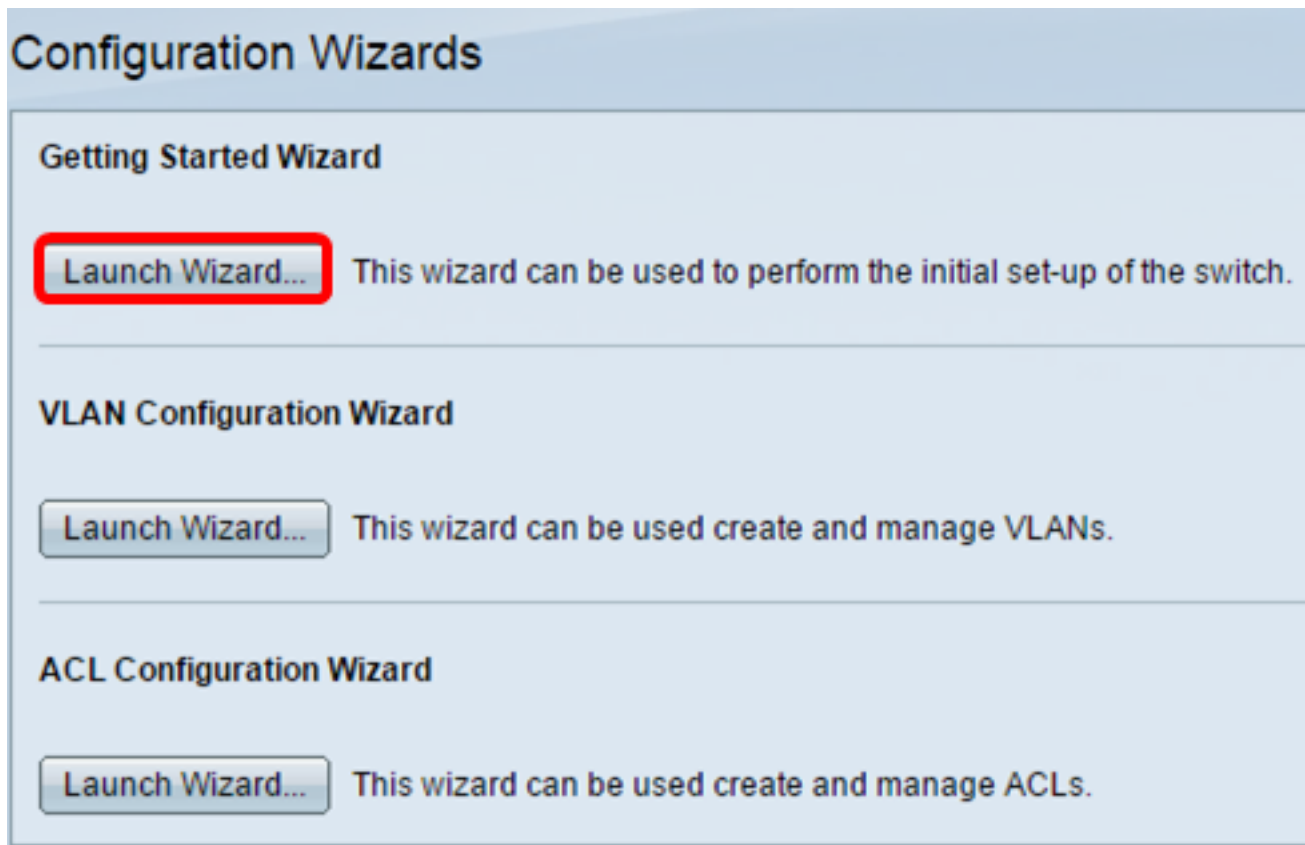 Configuration Wizards
Getting Started Wizard
Launch Wizard... This wizard can be used to perform the initial set-up of the switch.
VLAN Configuration Wizard
Launch Wizard... This wizard can be used create and manage VLANs.
ACL Configuration Wizard
Launch Wizard... This wizard can be used create and manage ACLs.